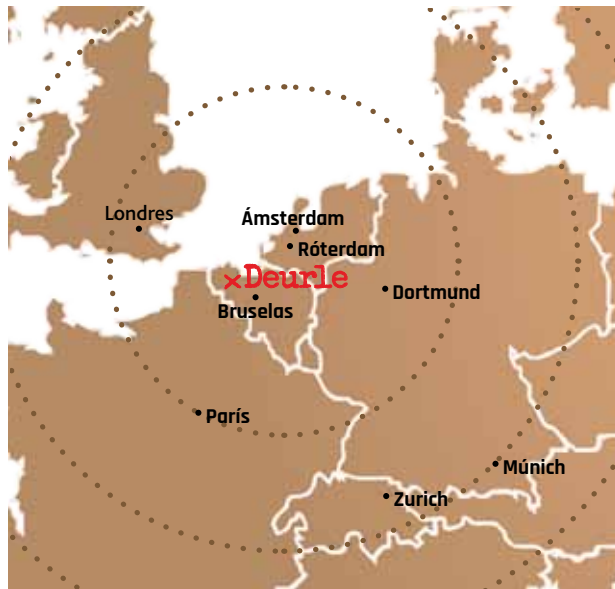 Londres
Ámsterdam
Róterdam
×Deurle
Dortmund
Bruselas
París
Múnich
Zurich